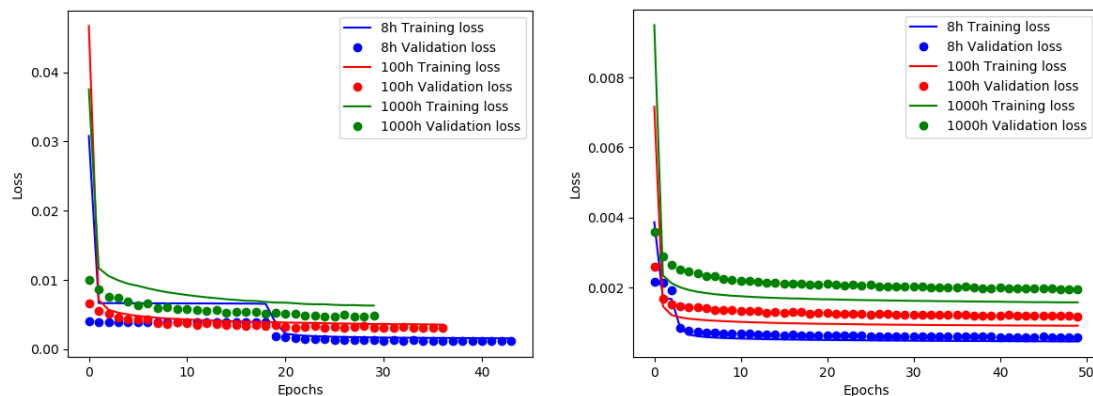 8h Training loss
8h Validation loss
100h Training loss
100h Validation loss
1000h Training loss
1000h Validation loss
0.04
0.03
0.02
0.01
0.00
Loss
0
10
20
30
40
Epochs
8h Training loss
8h Validation loss
100h Training loss
100h Validation loss
1000h Training loss
1000h Validation loss
0.008
0.006
0.004
0.002
Loss
0
10
20
30
40
50
Epochs